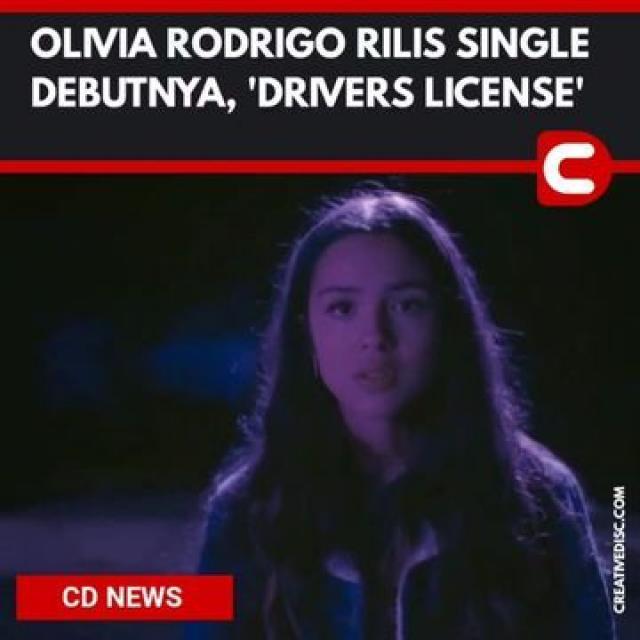 OLIVIA RODRIGO RILIS SINGLE
DEBUTNYA, 'DRIVERS LICENSE'
C
CREATIVEDISC.COM
CD NEWS